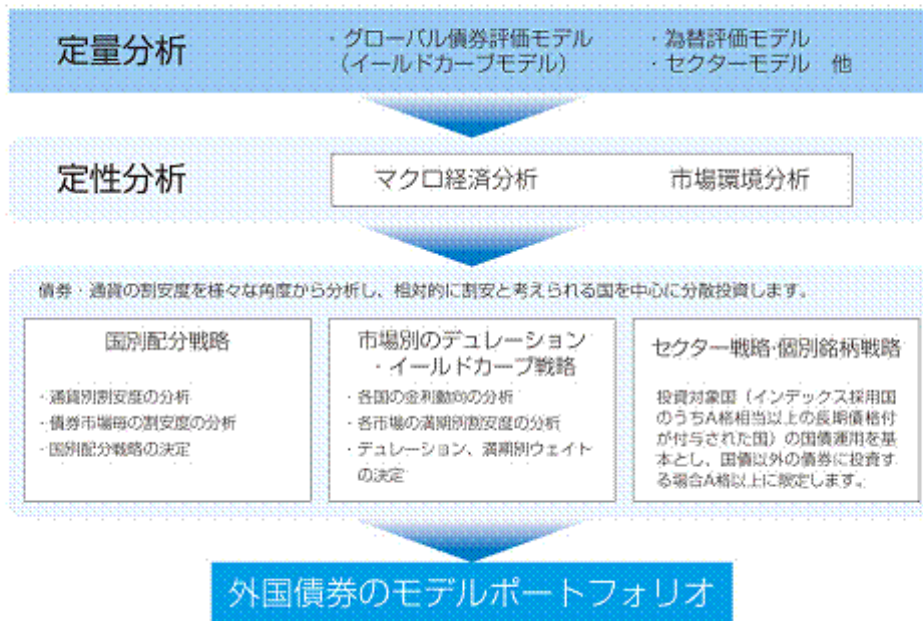 定量分析
・グローバル債券評価モデル
（イールドカーブモデル）
・為替評価モデル
・セクターモデル　他
定性分析
マクロ経済分析
市場環境分析
債券・通貨の割安度を様々な角度から分析し、相対的に割安と考えられる国を中心に分散投資します。
国別配分戦略
・通貨別割安度の分析
・債券市場毎の割安度の分析
・国別配分戦略の決定
市場別のデュレーション
・イールドカーブ戦略
・各国の金利動向の分析
・各市場の満期別割安度の分析
・デュレーション、満期別ウェイト
の決定
セクター戦略・個別銘柄戦略
投資対象国（インデックス採用国
のうちA格相当以上の長期債格付
が付与された国）の国債運用を基
本とし、国債以外の債券に投資す
る場合A格以上に限定します。
外国債券のモデルポートフォリオ